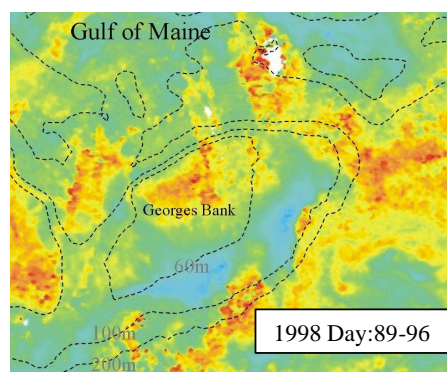 Gulf of Maine
Georges Bank
60m
100m
200m
1998 Day:89-96